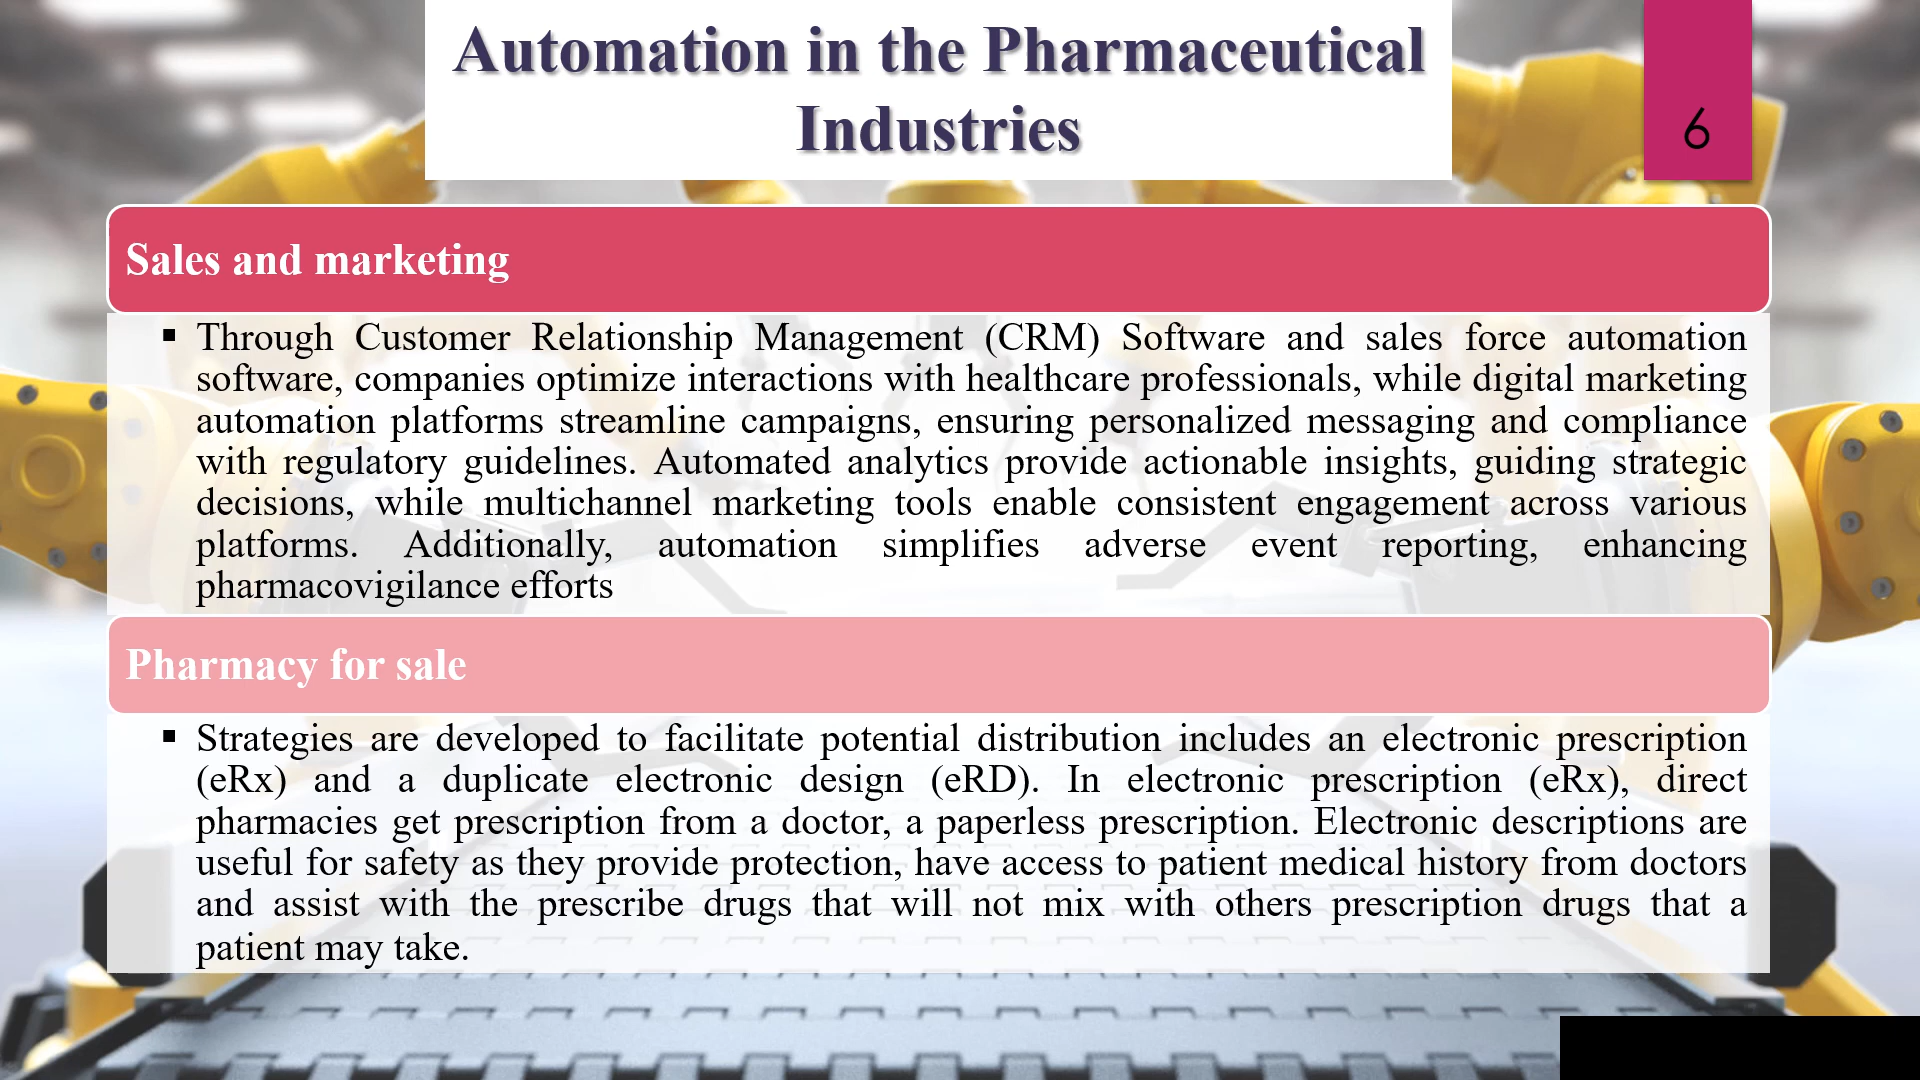 Automation in the Pharmaceutical
Industries
6
Sales and marketing
▪ Through Customer Relationship Management (CRM) Software and sales force automation
software, companies optimize interactions with healthcare professionals, while digital marketing
automation platforms streamline campaigns, ensuring personalized messaging and compliance
with regulatory guidelines. Automated analytics provide actionable insights, guiding strategic
decisions, while multichannel marketing tools enable consistent engagement across various
platforms. Additionally, automation simplifies adverse event reporting, enhancing
pharmacovigilance efforts
Pharmacy for sale
▪ Strategies are developed to facilitate potential distribution includes an electronic prescription
(eRx) and a duplicate electronic design (eRD). In electronic prescription (eRx), direct
pharmacies get prescription from a doctor, a paperless prescription. Electronic descriptions are
useful for safety as they provide protection, have access to patient medical history from doctors
and assist with the prescribe drugs that will not mix with others prescription drugs that a
patient may take.